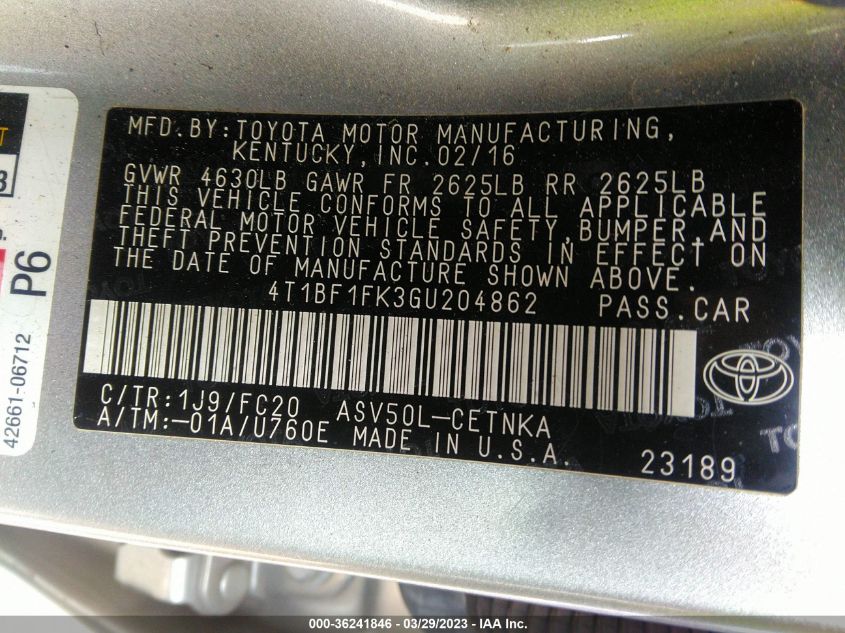 MFD.BY:TOYOTA MOTOR MANUFACTURING,
KENTUCKY,INC.02/16
GVWR 4630LB GAWR FR 2625LB RR 2625LB
THIS VEHICLE CONFORMS TO ALL APPLICABLE
FEDERAL MOTOR VEHICLE SAFETY,BUMPER,AND
THEFT PREVENTION STANDARDS IN EFFECT ON
THE DATE OF MANUFACTURE SHOWN ABOVE.
4T1BF1FK3GU204862 PASS.CAR
C/TR:1J9/FC20 ASV50L-CETNKA
A/TM:-01A/U760E MADE IN U.S.A.
23189
P6
42661-06712
000-36241846 - 03/29/2023 - IAA Inc.